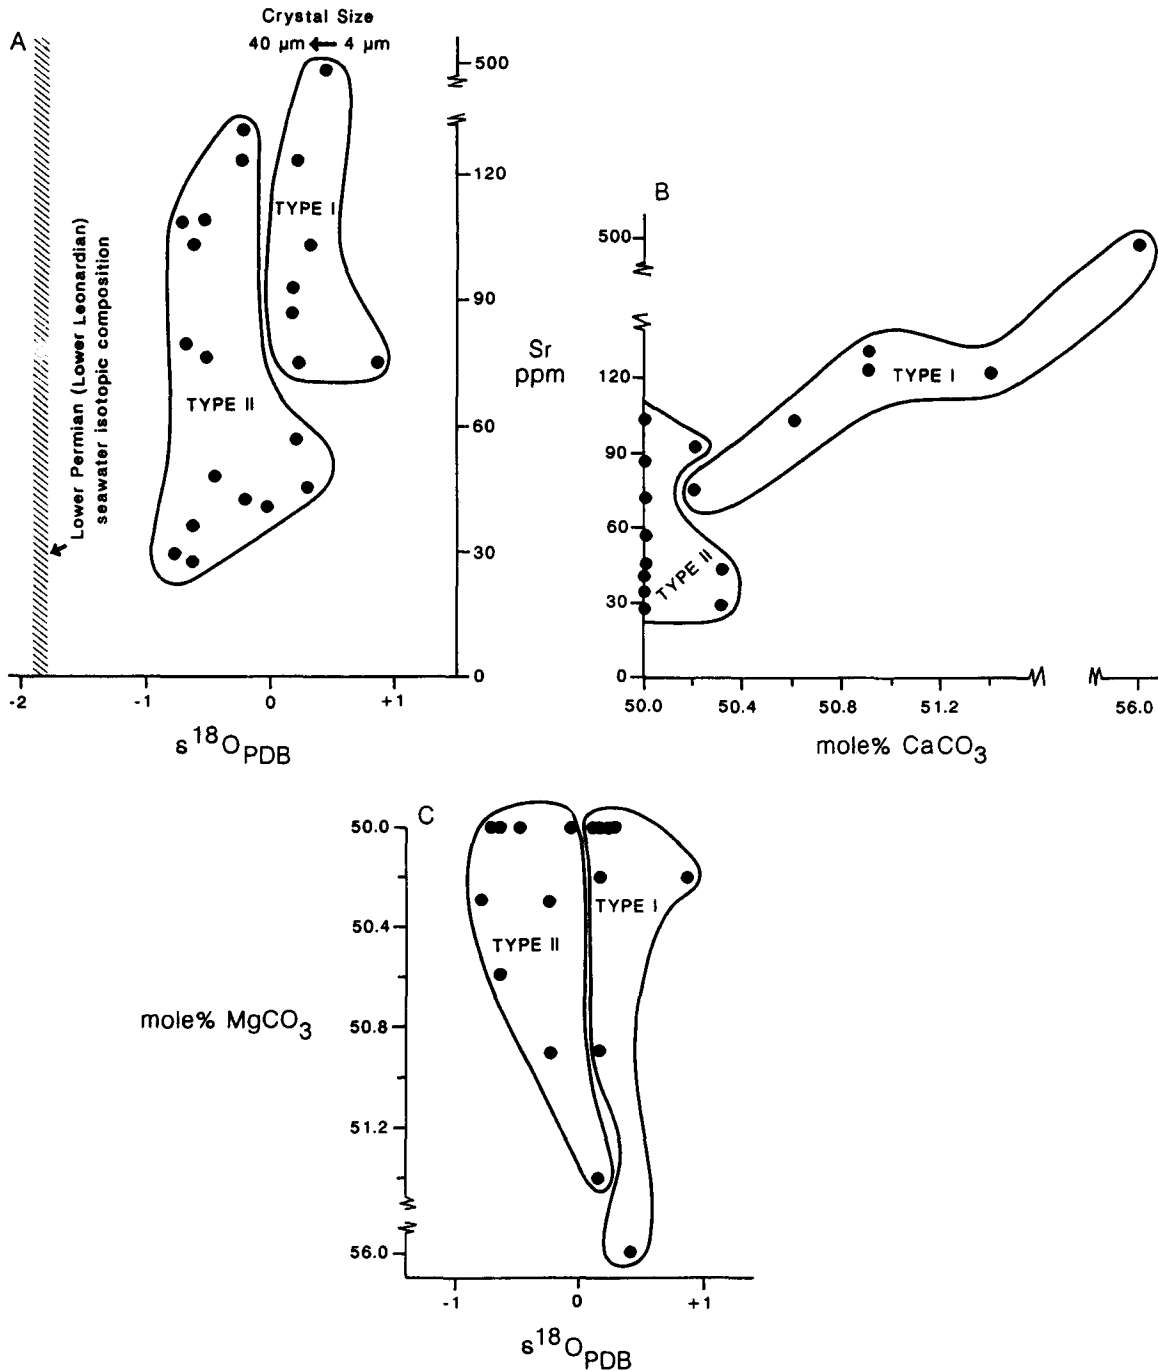 A
Crystal Size
40 µm ← 4 µm
500
120
90
60
30
0
Sr
ppm
TYPE I
TYPE II
Lower Permian (Lower Leonardian)
seawater isotopic composition
-2
-1
0
+1
δ18OPDB
B
500
120
90
60
30
0
TYPE I
TYPE II
50.0
50.4
50.8
51.2
56.0
mole% CaCO3
C
50.0
50.4
50.8
51.2
56.0
mole% MgCO3
TYPE II
TYPE I
-1
0
+1
δ18OPDB